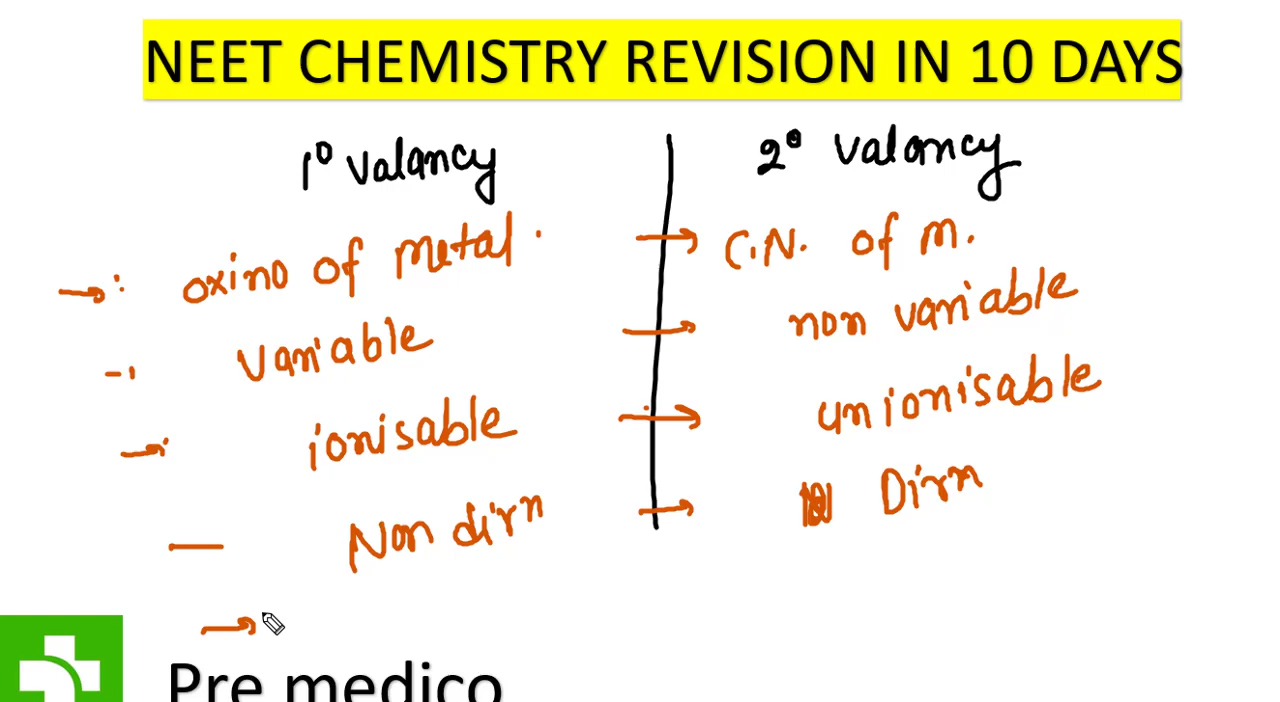 NEET CHEMISTRY REVISION IN 10 DAYS
1° Valancy 2° Valancy
→: oxino of Metal. → C.N. of M.
-, Variable → non variable
→ ionisable → unionisable
— Non dirn → Dirn
→
Pre medico